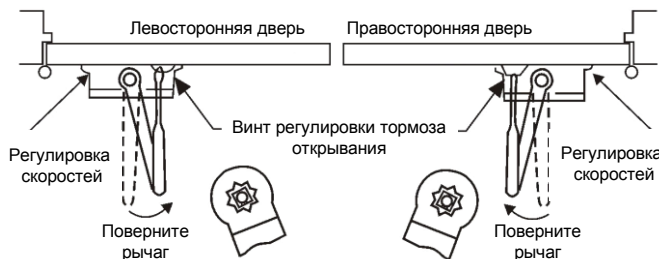 Левосторонняя дверь
Правосторонняя дверь
Винт регулировки тормоза
открывания
Регулировка
скоростей
Регулировка
скоростей
Поверните
рычаг
Поверните
рычаг